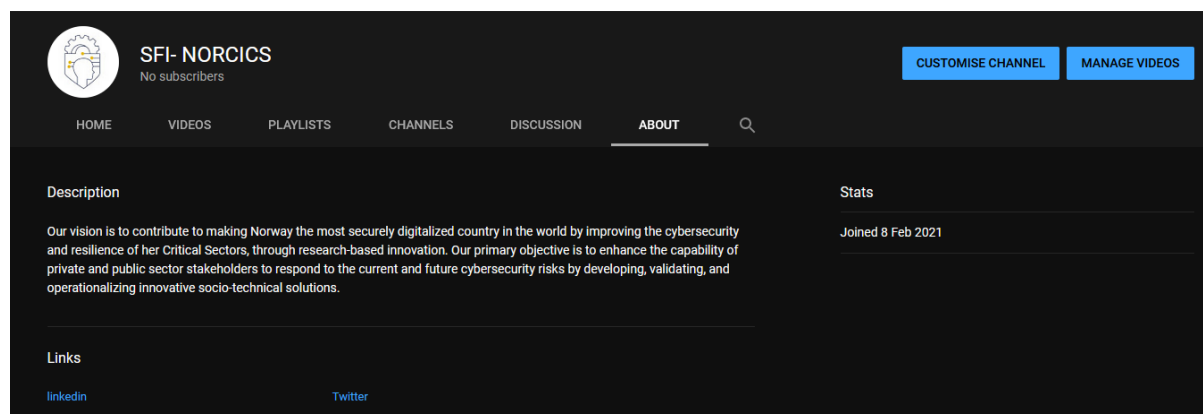 SFI- NORCICS
No subscribers
CUSTOMISE CHANNEL
MANAGE VIDEOS
HOME
VIDEOS
PLAYLISTS
CHANNELS
DISCUSSION
ABOUT
Description
Our vision is to contribute to making Norway the most securely digitalized country in the world by improving the cybersecurity
and resilience of her Critical Sectors, through research-based innovation. Our primary objective is to enhance the capability of
private and public sector stakeholders to respond to the current and future cybersecurity risks by developing, validating, and
operationalizing innovative socio-technical solutions.
Stats
Joined 8 Feb 2021
Links
linkedin
Twitter